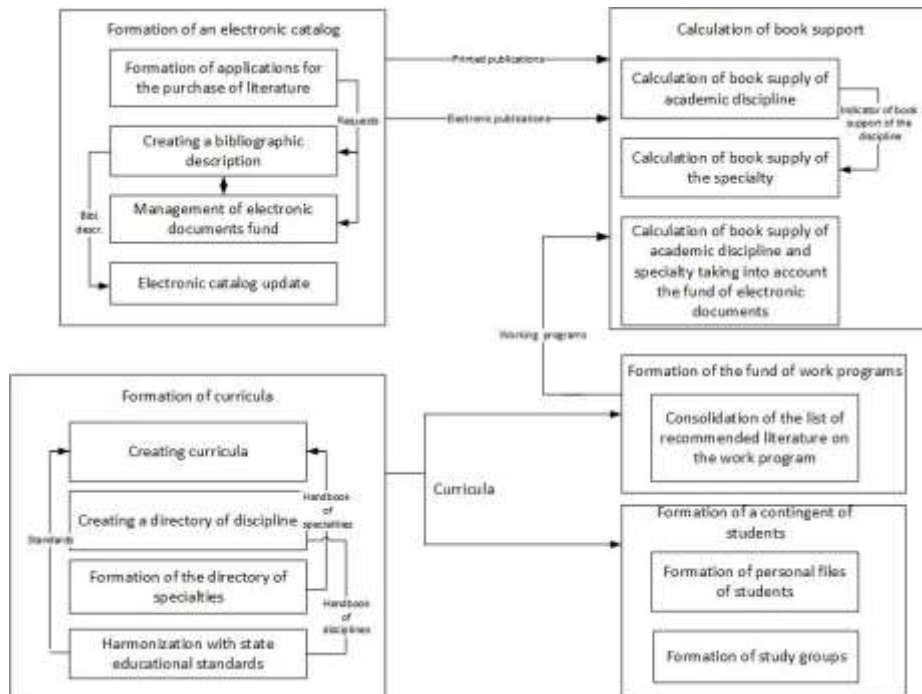 Formation of an electronic catalog
Formation of applications for
the purchase of literature
Requests
Creating a bibliographic
description
Management of electronic
documents fund
Bibl.
descr.
Electronic catalog update
Printed publications
Electronic publications
Calculation of book support
Calculation of book supply of
academic discipline
Indicator of book
support of the
discipline
Calculation of book supply of
the specialty
Calculation of book supply of
academic discipline and
specialty taking into account
the fund of electronic
documents
Working programs
Formation of curricula
Creating curricula
Creating a directory of discipline
Handbook
of
specialties
Standards
Formation of the directory of
specialties
Handbook
of
disciplines
Harmonization with state
educational standards
Curricula
Formation of the fund of work programs
Consolidation of the list of
recommended literature on
the work program
Formation of a contingent of
students
Formation of personal files
of students
Formation of study groups